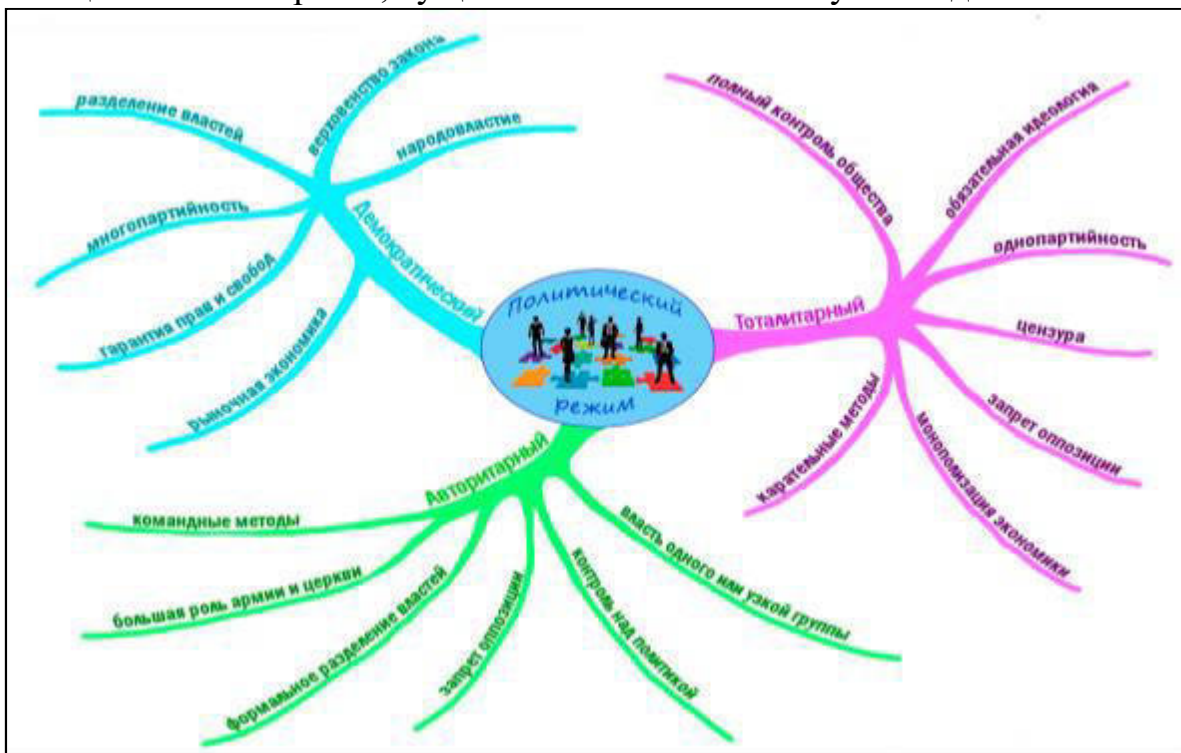 Политический
режим
Демократический
верховенство закона
народовластие
разделение властей
многопартийность
гарантия прав и свобод
рыночная экономика
Тоталитарный
полный контроль общества
обязательная идеология
однопартийность
цензура
запрет оппозиции
монополизация экономики
карательные методы
Авторитарный
командные методы
большая роль армии и церкви
формальное разделение властей
запрет оппозиции
контроль над политикой
власть одного или узкой группы